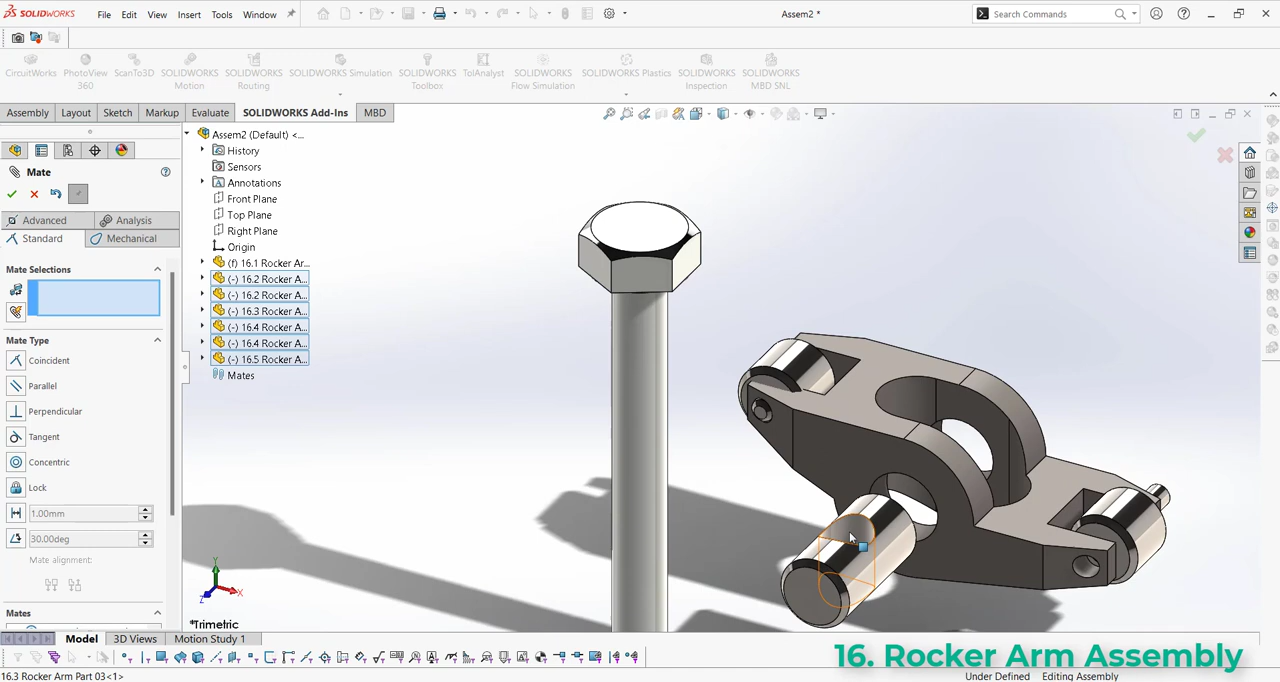 SOLIDWORKS File Edit View Insert Tools Window Assem2 * Search Commands
CircuitWorks PhotoView 360 ScanTo3D SOLIDWORKS Motion SOLIDWORKS Routing SOLIDWORKS Simulation SOLIDWORKS Toolbox TolAnalyst SOLIDWORKS Flow Simulation SOLIDWORKS Plastics SOLIDWORKS Inspection SOLIDWORKS MBD SNL
Assembly Layout Sketch Markup Evaluate SOLIDWORKS Add-Ins MBD
Assem2 (Default) <...
History
Sensors
Annotations
Front Plane
Top Plane
Right Plane
Origin
(f) 16.1 Rocker Ar...
(-) 16.2 Rocker A...
(-) 16.2 Rocker A...
(-) 16.3 Rocker A...
(-) 16.4 Rocker A...
(-) 16.4 Rocker A...
(-) 16.5 Rocker A...
Mates
Mate
Advanced Analysis
Standard Mechanical
Mate Selections
Mate Type
Coincident
Parallel
Perpendicular
Tangent
Concentric
Lock
1.00mm
30.00deg
Mate alignment:
Mates
Y
X
Z
*Trimetric
Model 3D Views Motion Study 1
16. Rocker Arm Assembly
16.3 Rocker Arm Part 03<1> Under Defined Editing Assembly